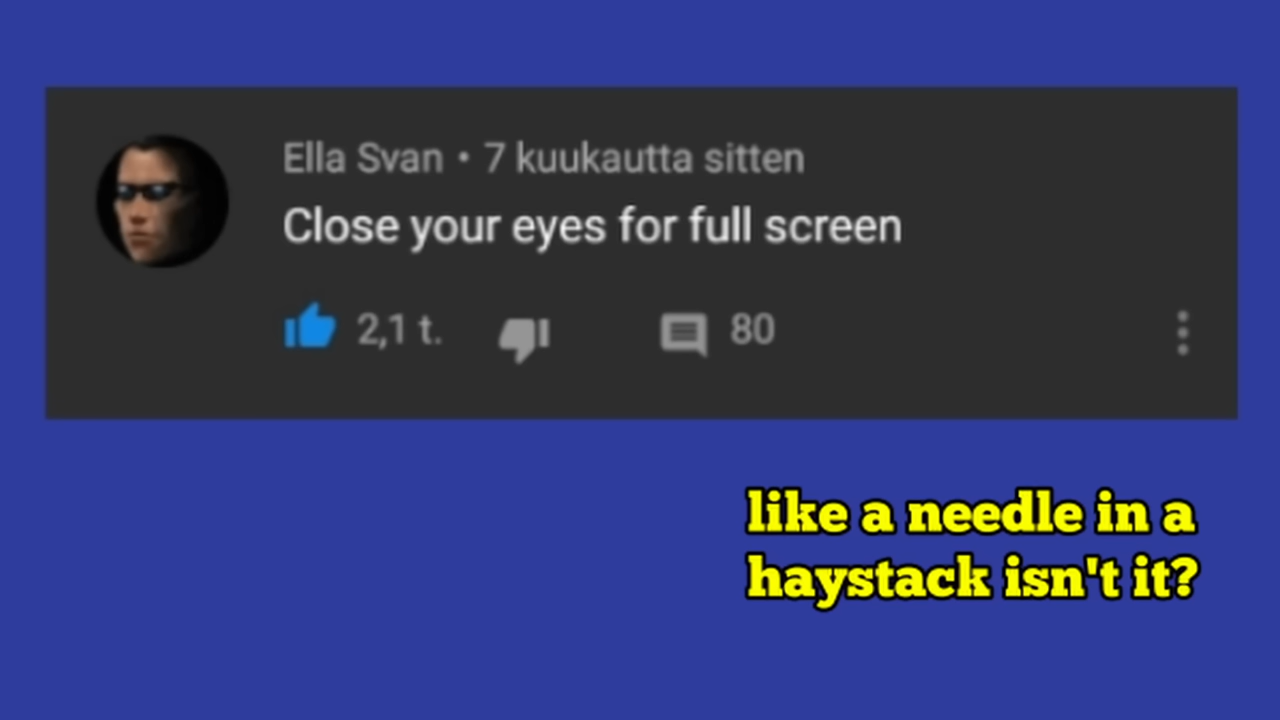 Ella Svan • 7 kuukautta sitten
Close your eyes for full screen
2,1 t. 80
like a needle in a
haystack isn't it?